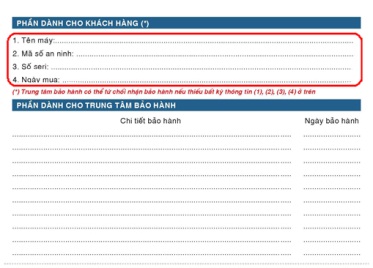 PHẦN DÀNH CHO KHÁCH HÀNG (*)
1. Tên máy:
2. Mã số an ninh:
3. Số seri:
4. Ngày mua:
(*) Trung tâm bảo hành có thể từ chối nhận bảo hành nếu thiếu bất kỳ thông tin (1), (2), (3), (4) ở trên
PHẦN DÀNH CHO TRUNG TÂM BẢO HÀNH
Chi tiết bảo hành Ngày bảo hành